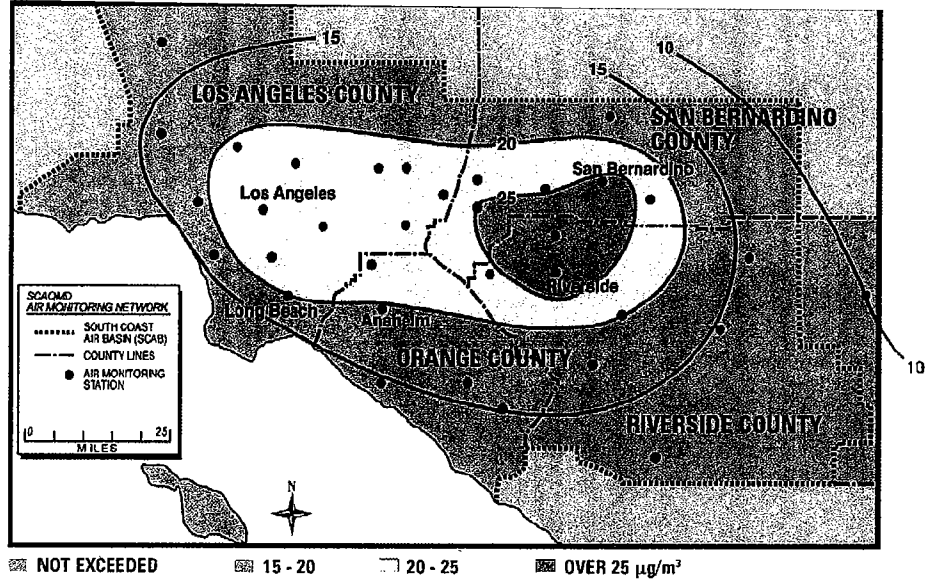 15
10
15
LOS ANGELES COUNTY
SAN BERNARDINO
COUNTY
20
San Bernardino
Los Angeles
25
Riverside
Long Beach
Anaheim
ORANGE COUNTY
10
RIVERSIDE COUNTY
SCAQMD
AIR MONITORING NETWORK
SOUTH COAST
AIR BASIN (SCAB)
COUNTY LINES
AIR MONITORING
STATION
0 25
MILES
N
NOT EXCEEDED 15 - 20 20 - 25 OVER 25 µg/m³